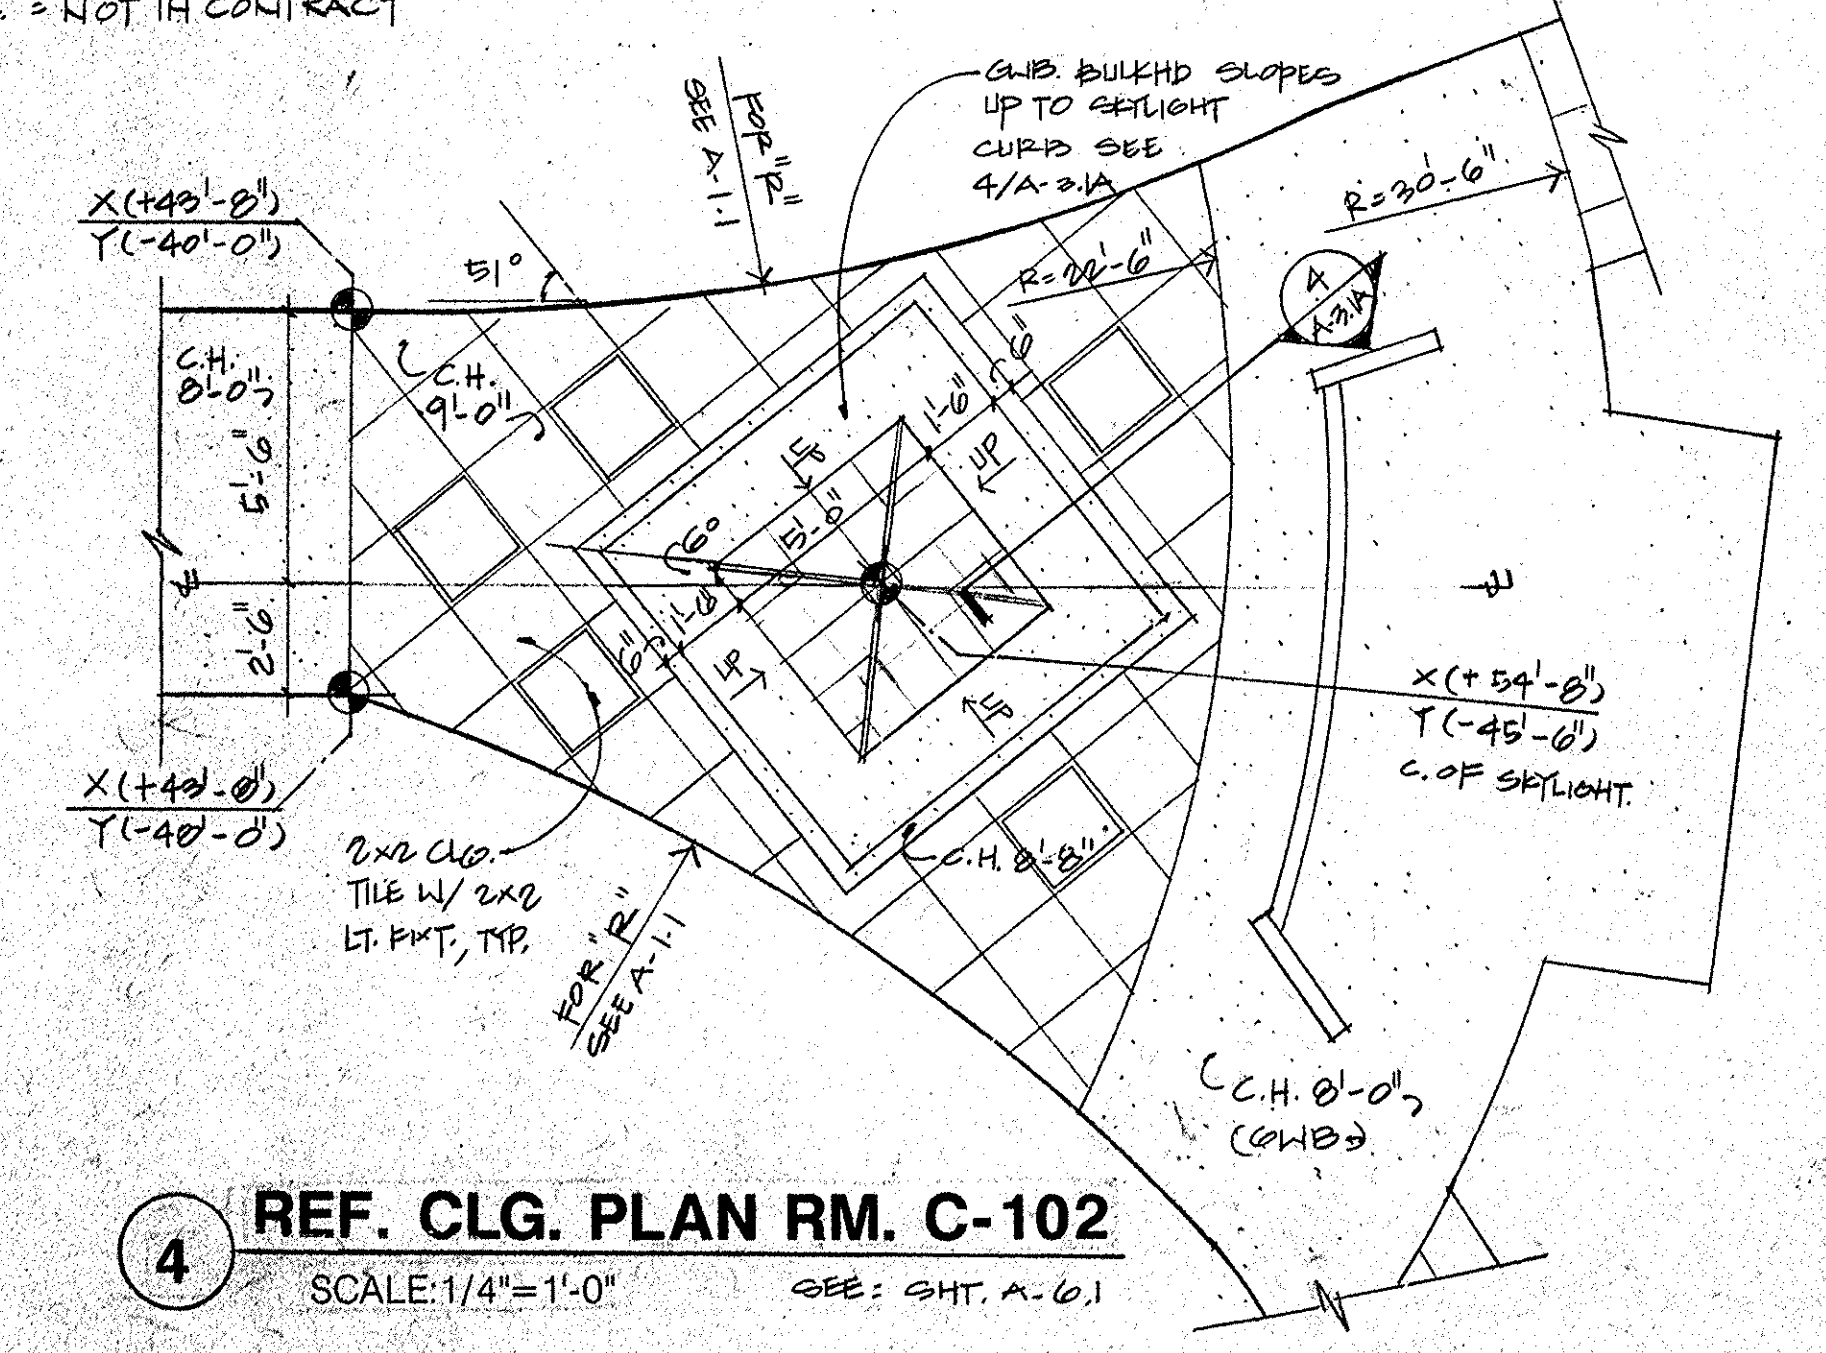 = NOT IN CONTRACT
GWB. BULKHD SLOPES
UP TO SKYLIGHT
CURB SEE
4/A-3.1A
FOR "R"
SEE A-1.1
X(+43'-8")
Y(-40'-0")
51°
R=30'-6"
R=22'-6"
4
A-3.1A
C.H.
8'-0"
C.H.
9'-0"
5'-6"
2'-6"
6"
1'-6"
UP
UP
5'-0"
6°
1'-6"
6"
UP
UP
X(+54'-8")
Y(-45'-6")
C. OF SKYLIGHT.
X(+43'-8")
Y(-48'-0")
2x2 CLG.
TILE W/ 2x2
LT. FIXT., TYP.
C.H. 8'-8"
FOR "R"
SEE A-1.1
C.H. 8'-0"
(GWB)
4
REF. CLG. PLAN RM. C-102
SCALE:1/4"=1'-0"
SEE: SHT. A-6.1